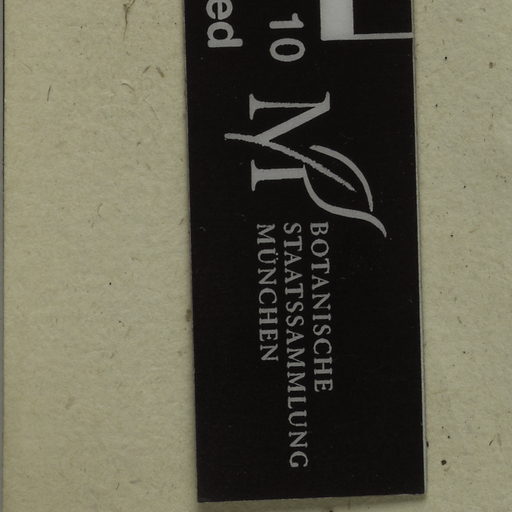 10
ed
BOTANISCHE
STAATSSAMMLUNG
MÜNCHEN